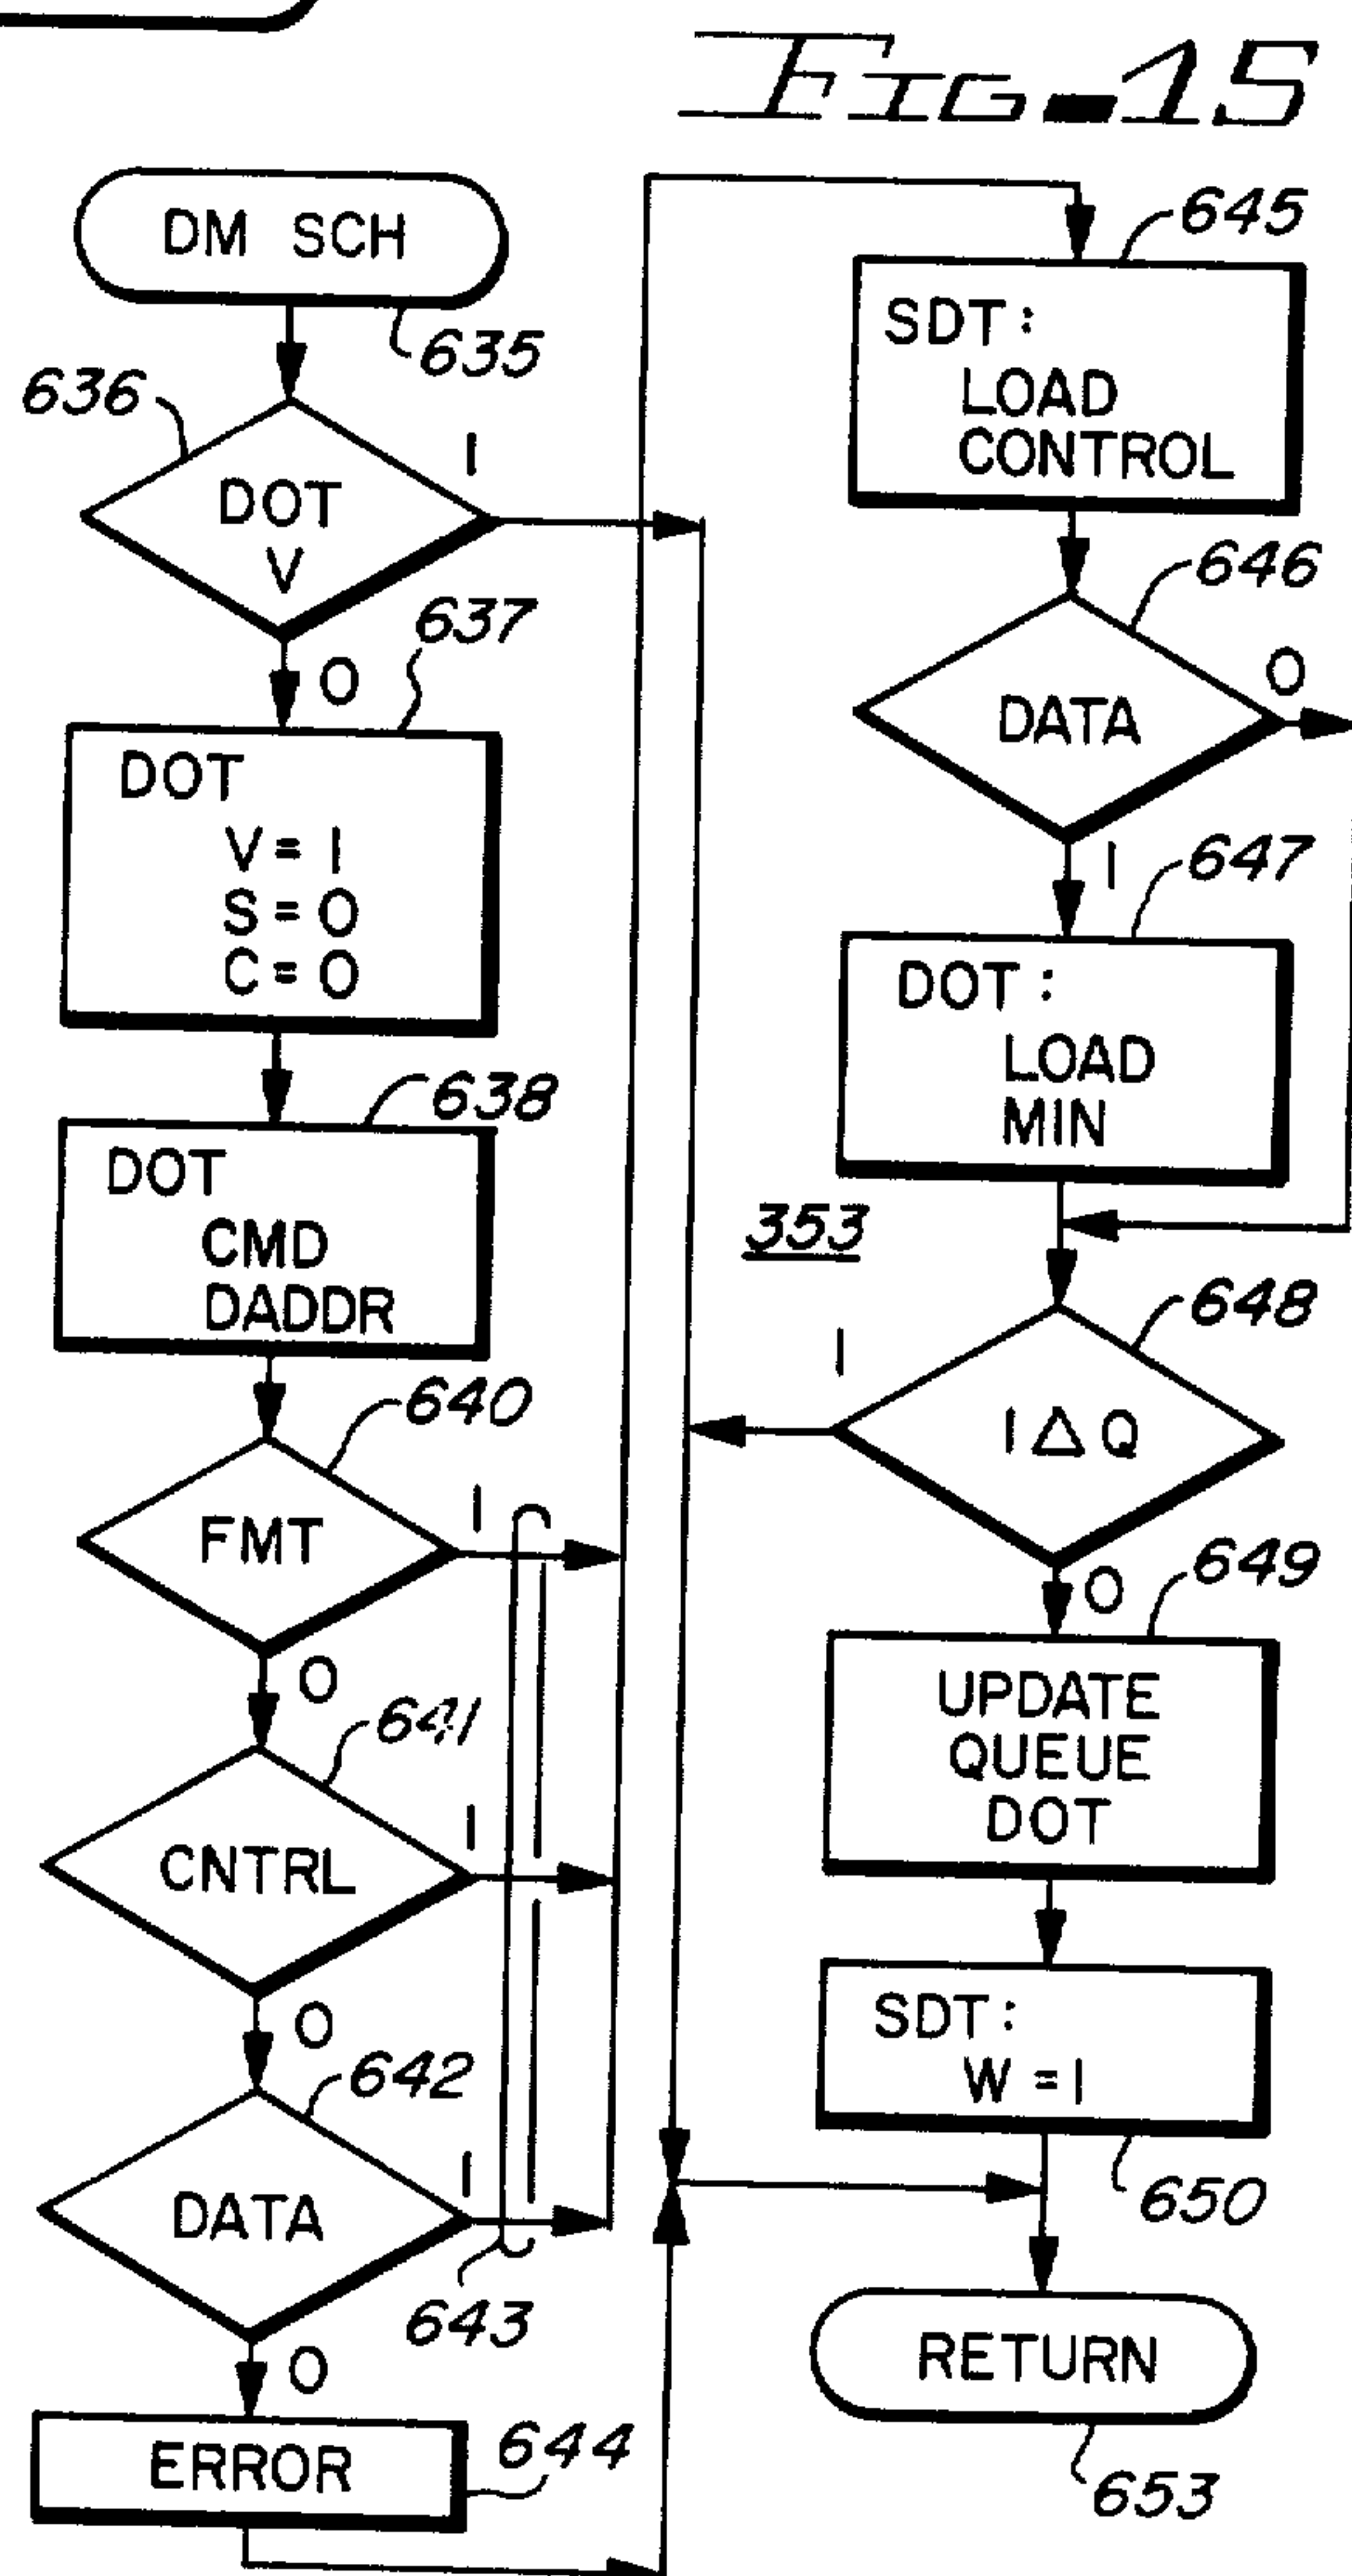 FIG-15
DM SCH
635
636
DOT
V
1
0
637
DOT
V = 1
S = 0
C = 0
638
DOT
CMD
DADDR
640
FMT
1
0
641
CNTRL
1
0
642
DATA
1
0
643
ERROR
644
645
SDT:
LOAD
CONTROL
646
DATA
0
1
647
DOT:
LOAD
MIN
353
648
1
1 Δ Q
0
649
UPDATE
QUEUE
DOT
SDT:
W = 1
650
RETURN
653